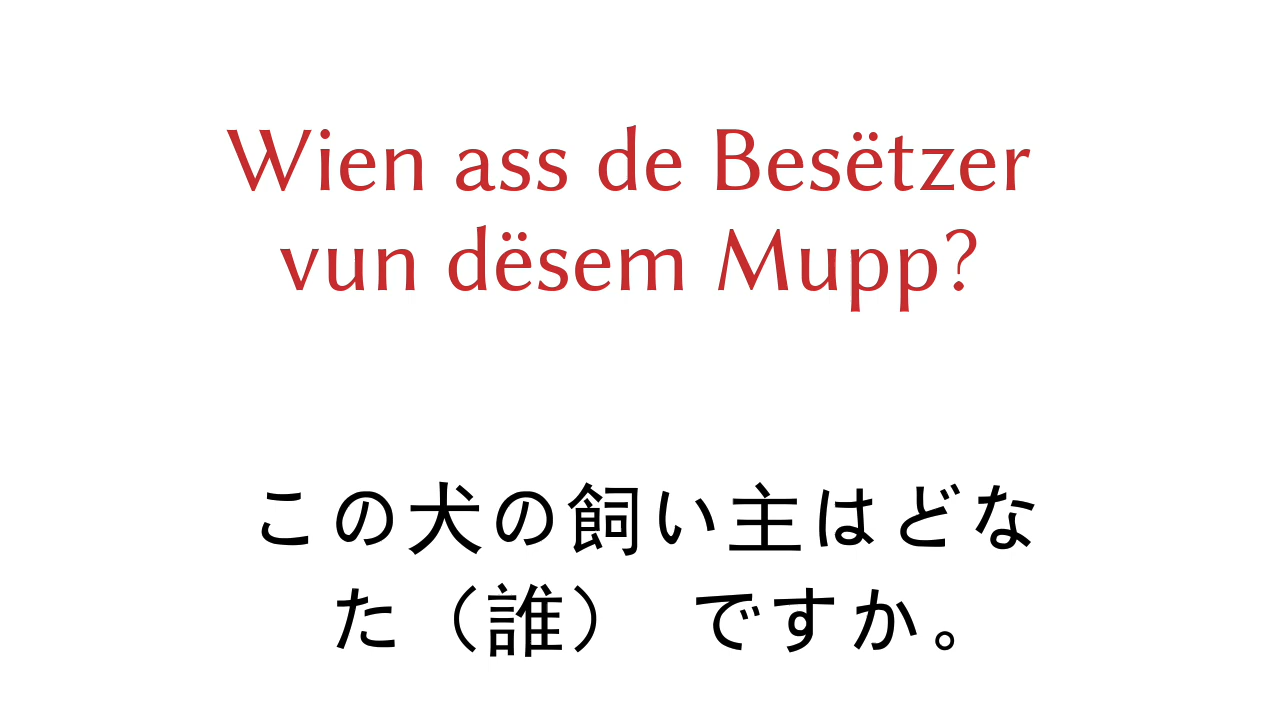 Wien ass de Besëtzer
vun dësem Mupp?
この犬の飼い主はどな
た（誰） ですか。